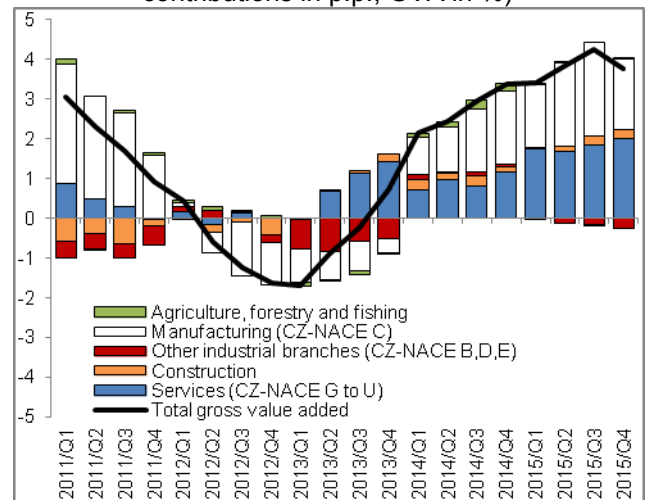 contributions in p.p., GVA in %)
5
4
3
2
1
0
-1
-2
-3
-4
-5
Agriculture, forestry and fishing
Manufacturing (CZ-NACE C)
Other industrial branches (CZ-NACE B,D,E)
Construction
Services (CZ-NACE G to U)
Total gross value added
2011/Q1
2011/Q2
2011/Q3
2011/Q4
2012/Q1
2012/Q2
2012/Q3
2012/Q4
2013/Q1
2013/Q2
2013/Q3
2013/Q4
2014/Q1
2014/Q2
2014/Q3
2014/Q4
2015/Q1
2015/Q2
2015/Q3
2015/Q4